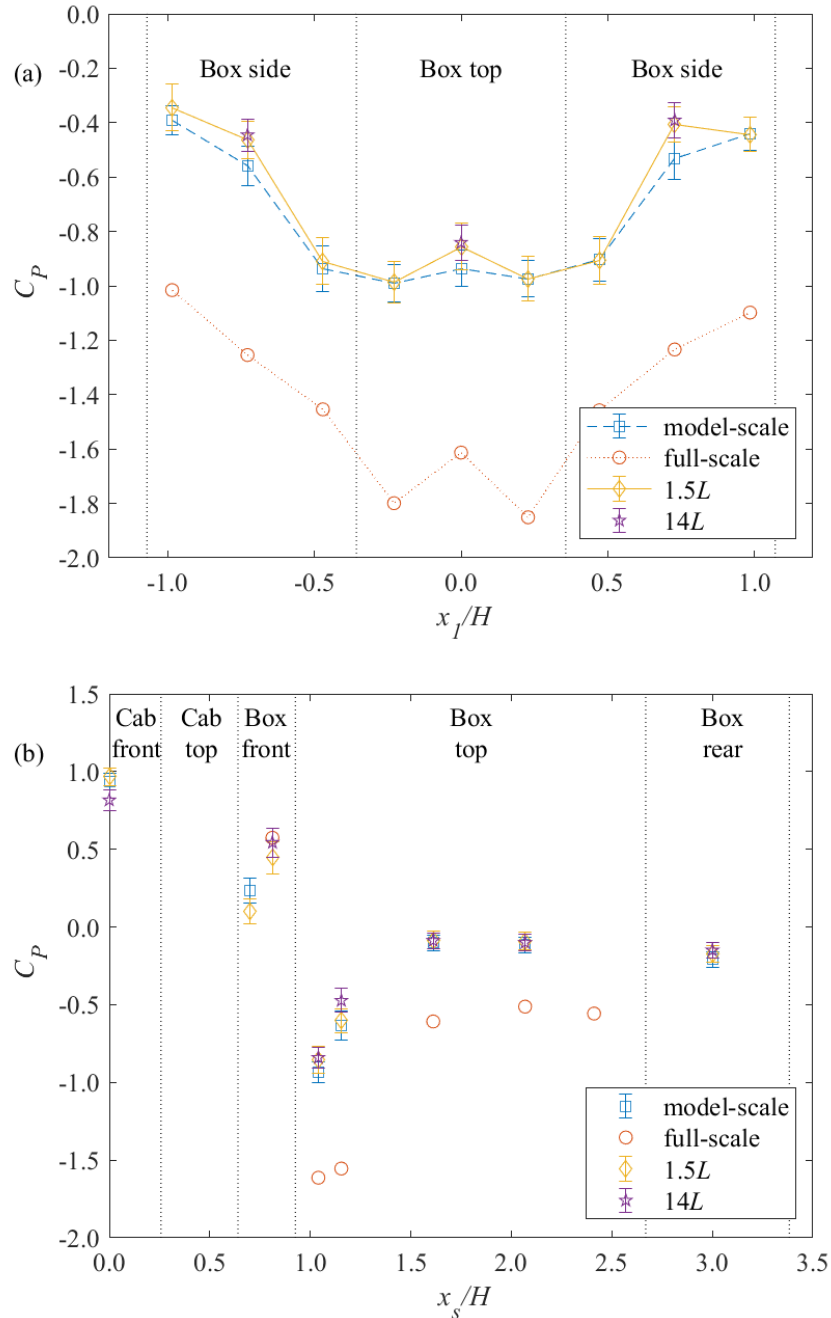 0.0
(a)
Box side
Box top
Box side
-0.2
-0.4
-0.6
-0.8
-1.0
-1.2
-1.4
-1.6
-1.8
-2.0
C_P
model-scale
full-scale
1.5L
14L
-1.0 -0.5 0.0 0.5 1.0
x_1/H
1.5
(b)
Cab front
Cab top
Box front
Box top
Box rear
1.0
0.5
0.0
-0.5
-1.0
-1.5
-2.0
C_P
model-scale
full-scale
1.5L
14L
0.0 0.5 1.0 1.5 2.0 2.5 3.0 3.5
x_s/H